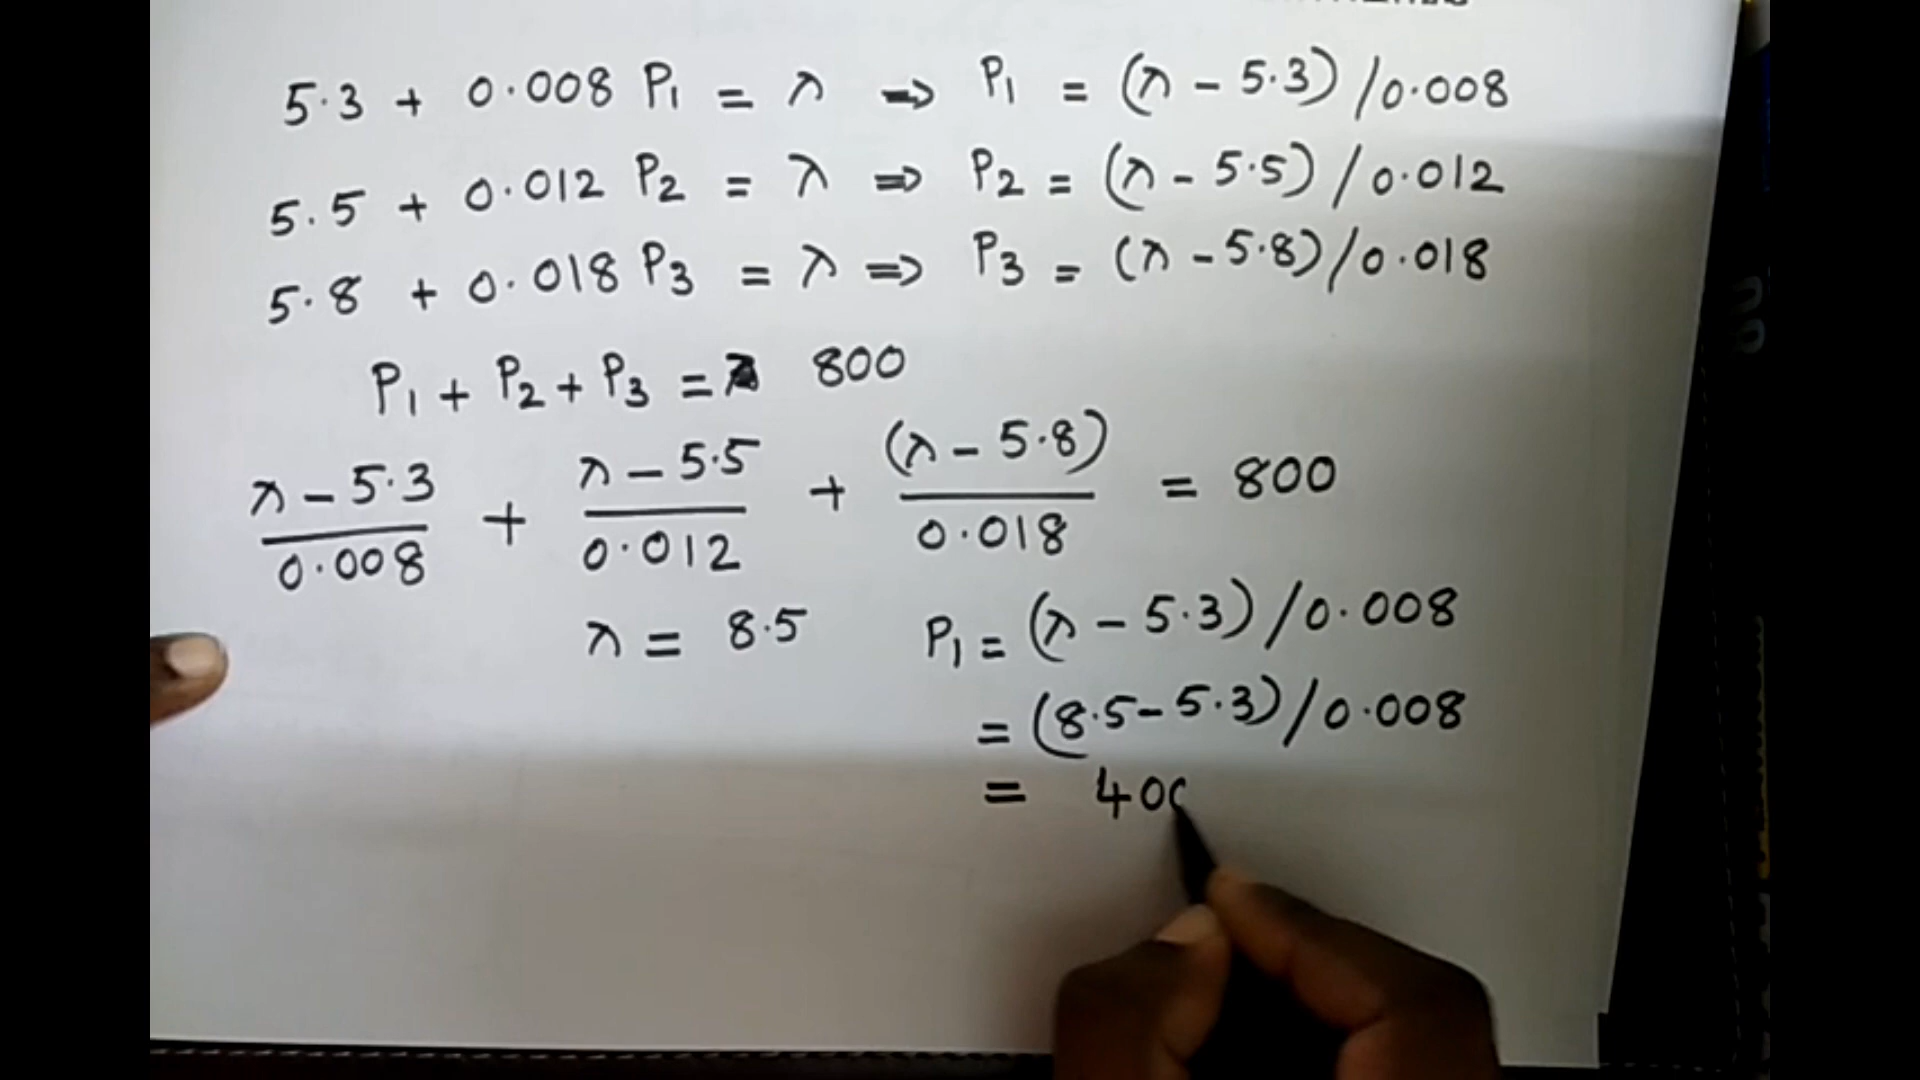 5.3 + 0.008 P1 = λ => P1 = (λ - 5.3) / 0.008
5.5 + 0.012 P2 = λ => P2 = (λ - 5.5) / 0.012
5.8 + 0.018 P3 = λ => P3 = (λ - 5.8) / 0.018
P1 + P2 + P3 = 800
λ - 5.3 / 0.008 + λ - 5.5 / 0.012 + (λ - 5.8) / 0.018 = 800
λ = 8.5 P1 = (λ - 5.3) / 0.008
= (8.5 - 5.3) / 0.008
= 400